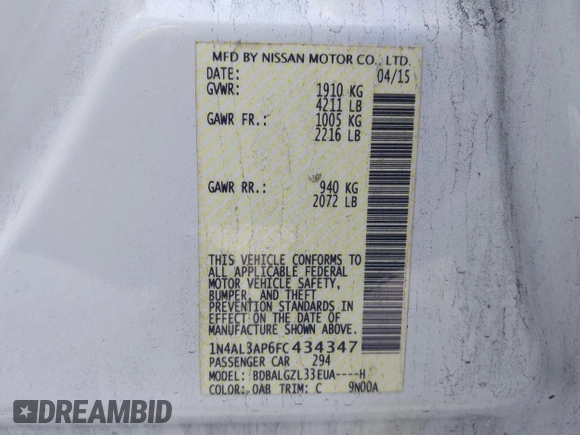 MFD BY NISSAN MOTOR CO., LTD.
DATE: 04/15
GVWR: 1910 KG
4211 LB
GAWR FR.: 1005 KG
2216 LB
GAWR RR.: 940 KG
2072 LB
THIS VEHICLE CONFORMS TO
ALL APPLICABLE FEDERAL
MOTOR VEHICLE SAFETY,
BUMPER, AND THEFT
PREVENTION STANDARDS IN
EFFECT ON THE DATE OF
MANUFACTURE SHOWN ABOVE.
1N4AL3AP6FC434347
PASSENGER CAR 294
MODEL: BDBALGZL33EUA----H
COLOR: QAB TRIM: C 9N00A
DREAMBID